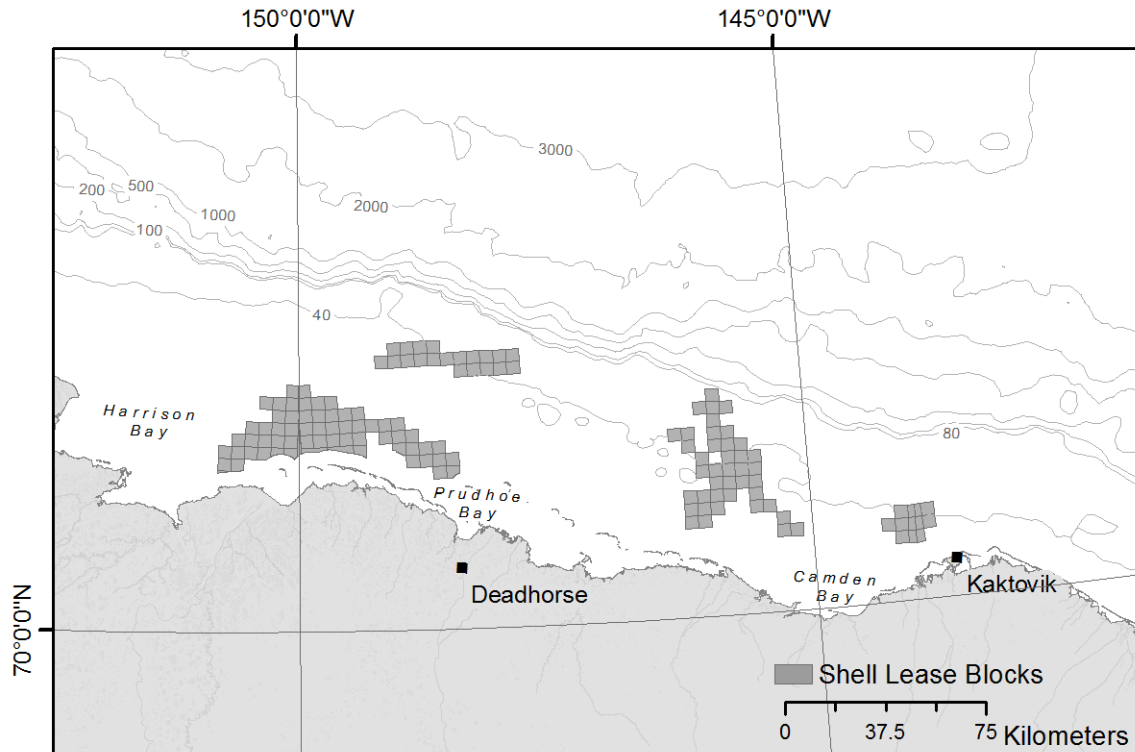 150°0'0"W
145°0'0"W
3000
500
200
2000
1000
100
40
Harrison
Bay
80
Prudhoe
Bay
Camden
Bay
Kaktovik
Deadhorse
70°0'0"N
Shell Lease Blocks
0 37.5 75 Kilometers